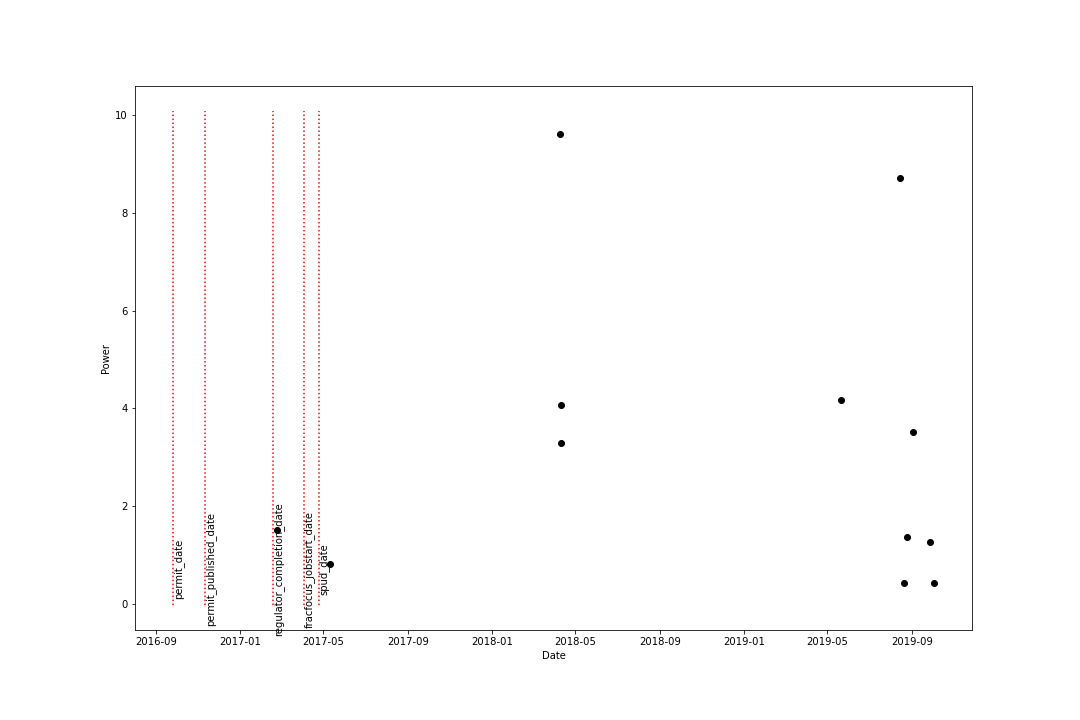 10
8
6
4
2
0
Power
permit_date
permit_published_date
regulator_completion_date
fracfocus_jobstart_date
spud_date
2016-09
2017-01
2017-05
2017-09
2018-01
2018-05
2018-09
2019-01
2019-05
2019-09
Date